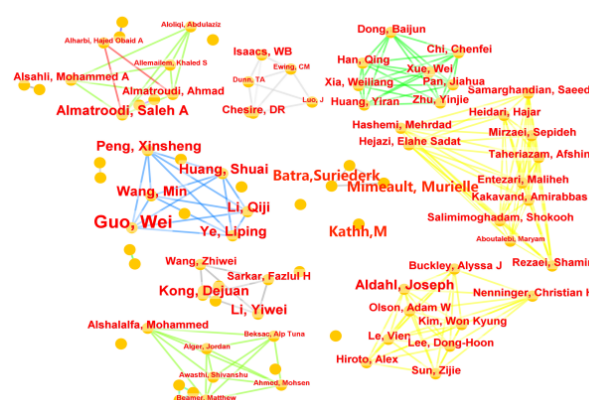 Aloliqi, Abdulaziz
Alharbi, Hajed Obaid A
Allemailem, Khaled S
Alsahli, Mohammed A
Almatroudi, Ahmad
Almatroodi, Saleh A
Isaacs, WB
Ewing, CM
Dunn, TA
Luo, J
Chesire, DR
Dong, Baijun
Chi, Chenfei
Han, Qing
Xue, Wei
Xia, Weiliang
Pan, Jiahua
Huang, Yiran
Zhu, Yinjie
Samarghandian, Saeed
Heidari, Hajar
Hashemi, Mehrdad
Mirzaei, Sepideh
Hejazi, Elahe Sadat
Taheriazam, Afshin
Entezari, Maliheh
Kakavand, Amirabbas
Salimimoghadam, Shokooh
Aboutalebi, Maryam
Rezaei, Shamin
Peng, Xinsheng
Huang, Shuai
Wang, Min
Li, Qiji
Guo, Wei
Ye, Liping
Batra,Suriederk
Mimeault, Murielle
Kathh,M
Wang, Zhiwei
Sarkar, Fazlul H
Kong, Dejuan
Li, Yiwei
Buckley, Alyssa J
Aldahl, Joseph
Nenninger, Christian H
Olson, Adam W
Kim, Won Kyung
Le, Vien
Lee, Dong-Hoon
Hiroto, Alex
Sun, Zijie
Alshalalfa, Mohammed
Beksac, Alp Tuna
Alger, Jordan
Awasthi, Shivanshu
Ahmed, Mohsen
Beamer, Matthew